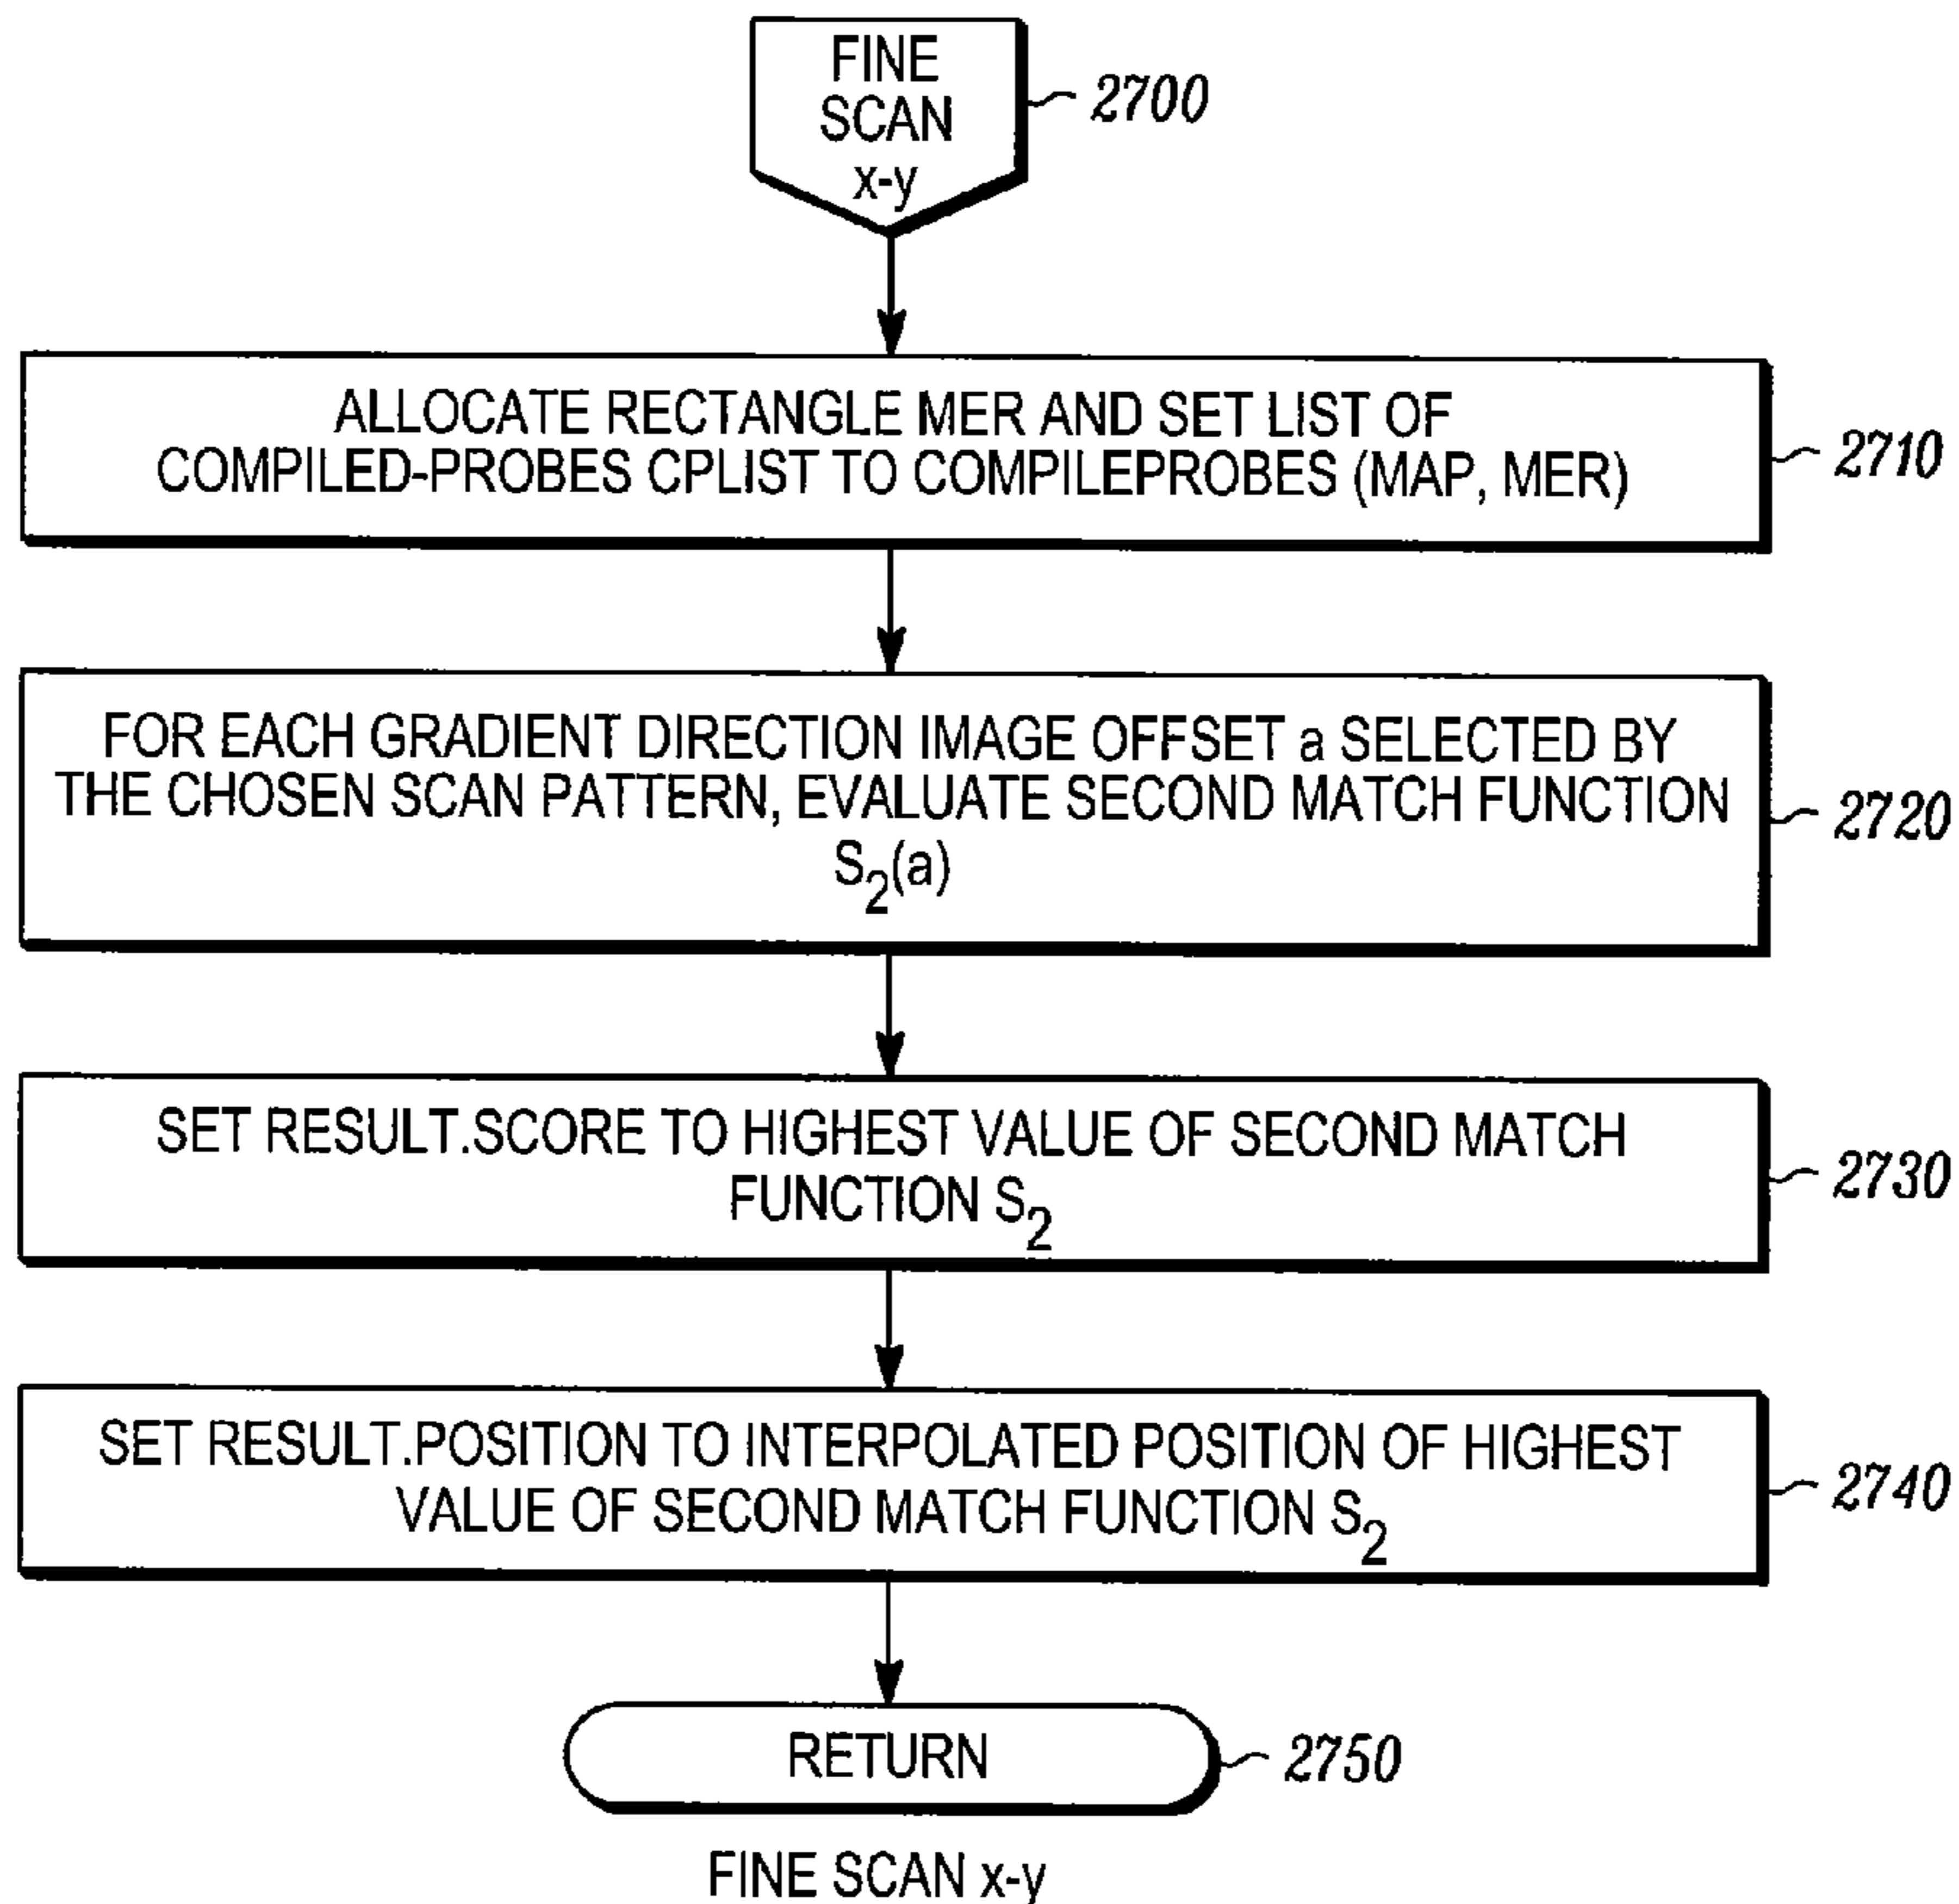 FINE
SCAN
x-y
2700
ALLOCATE RECTANGLE MER AND SET LIST OF
COMPILED-PROBES CPLIST TO COMPILEPROBES (MAP, MER)
2710
FOR EACH GRADIENT DIRECTION IMAGE OFFSET a SELECTED BY
THE CHOSEN SCAN PATTERN, EVALUATE SECOND MATCH FUNCTION
S₂(a)
2720
SET RESULT.SCORE TO HIGHEST VALUE OF SECOND MATCH
FUNCTION S₂
2730
SET RESULT.POSITION TO INTERPOLATED POSITION OF HIGHEST
VALUE OF SECOND MATCH FUNCTION S₂
2740
RETURN
2750
FINE SCAN x-y